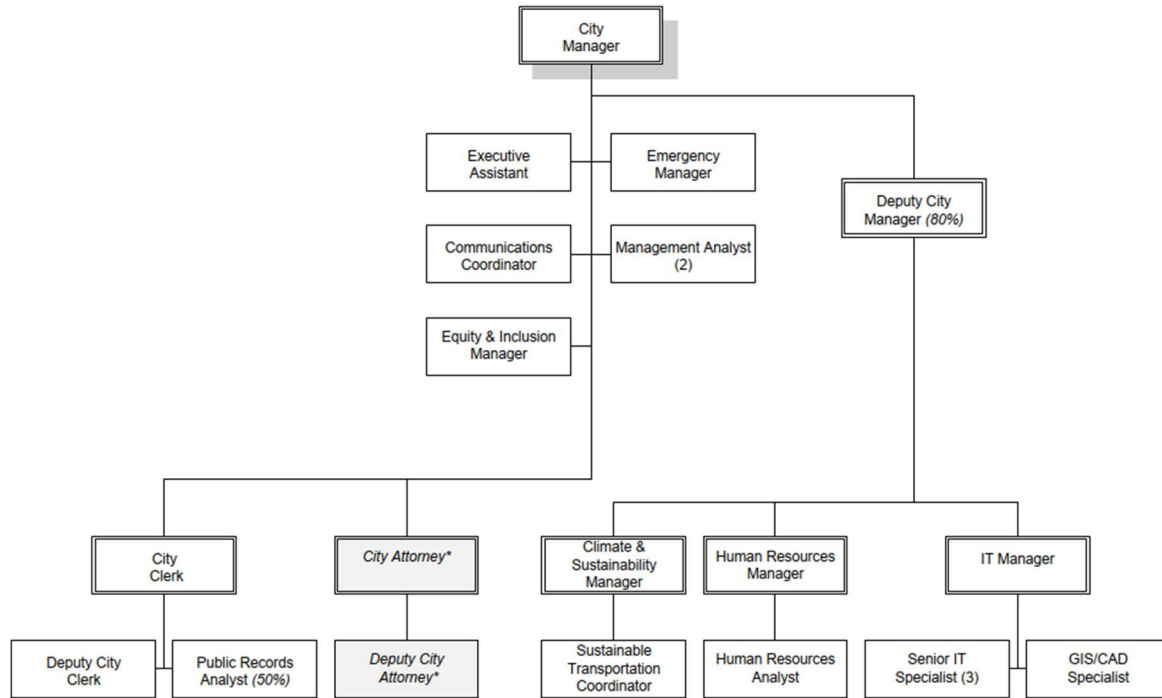 City
Manager
Executive
Assistant
Emergency
Manager
Deputy City
Manager (80%)
Communications
Coordinator
Management Analyst
(2)
Equity & Inclusion
Manager
City
Clerk
City Attorney*
Climate &
Sustainability
Manager
Human Resources
Manager
IT Manager
Deputy City
Clerk
Public Records
Analyst (50%)
Deputy City
Attorney*
Sustainable
Transportation
Coordinator
Human Resources
Analyst
Senior IT
Specialist (3)
GIS/CAD
Specialist